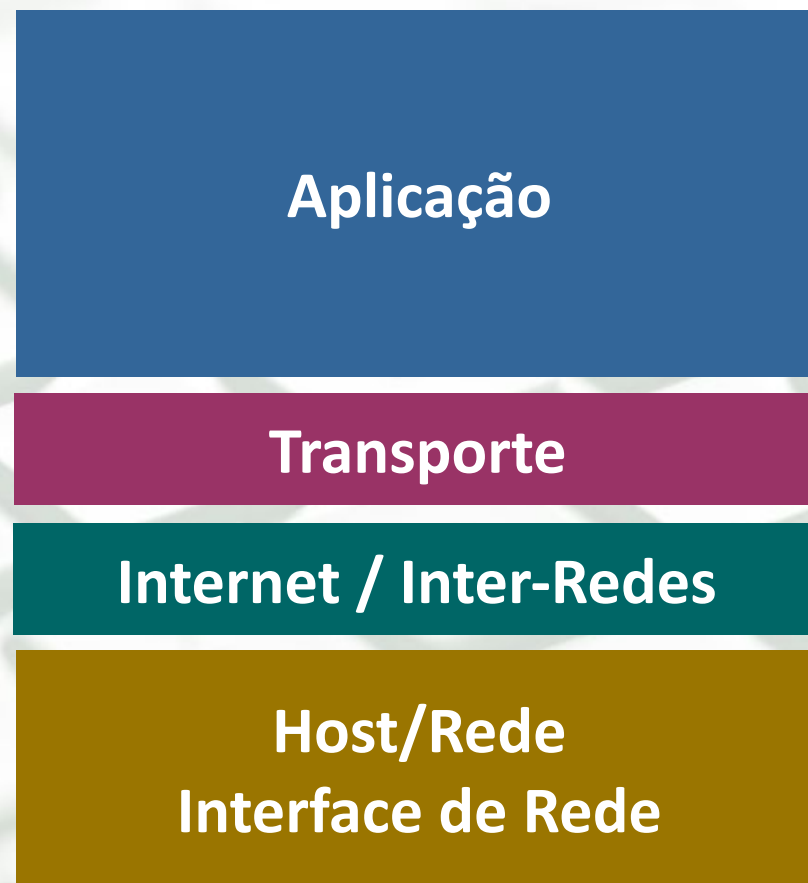 Aplicação
Transporte
Internet / Inter-Redes
Host/Rede
Interface de Rede